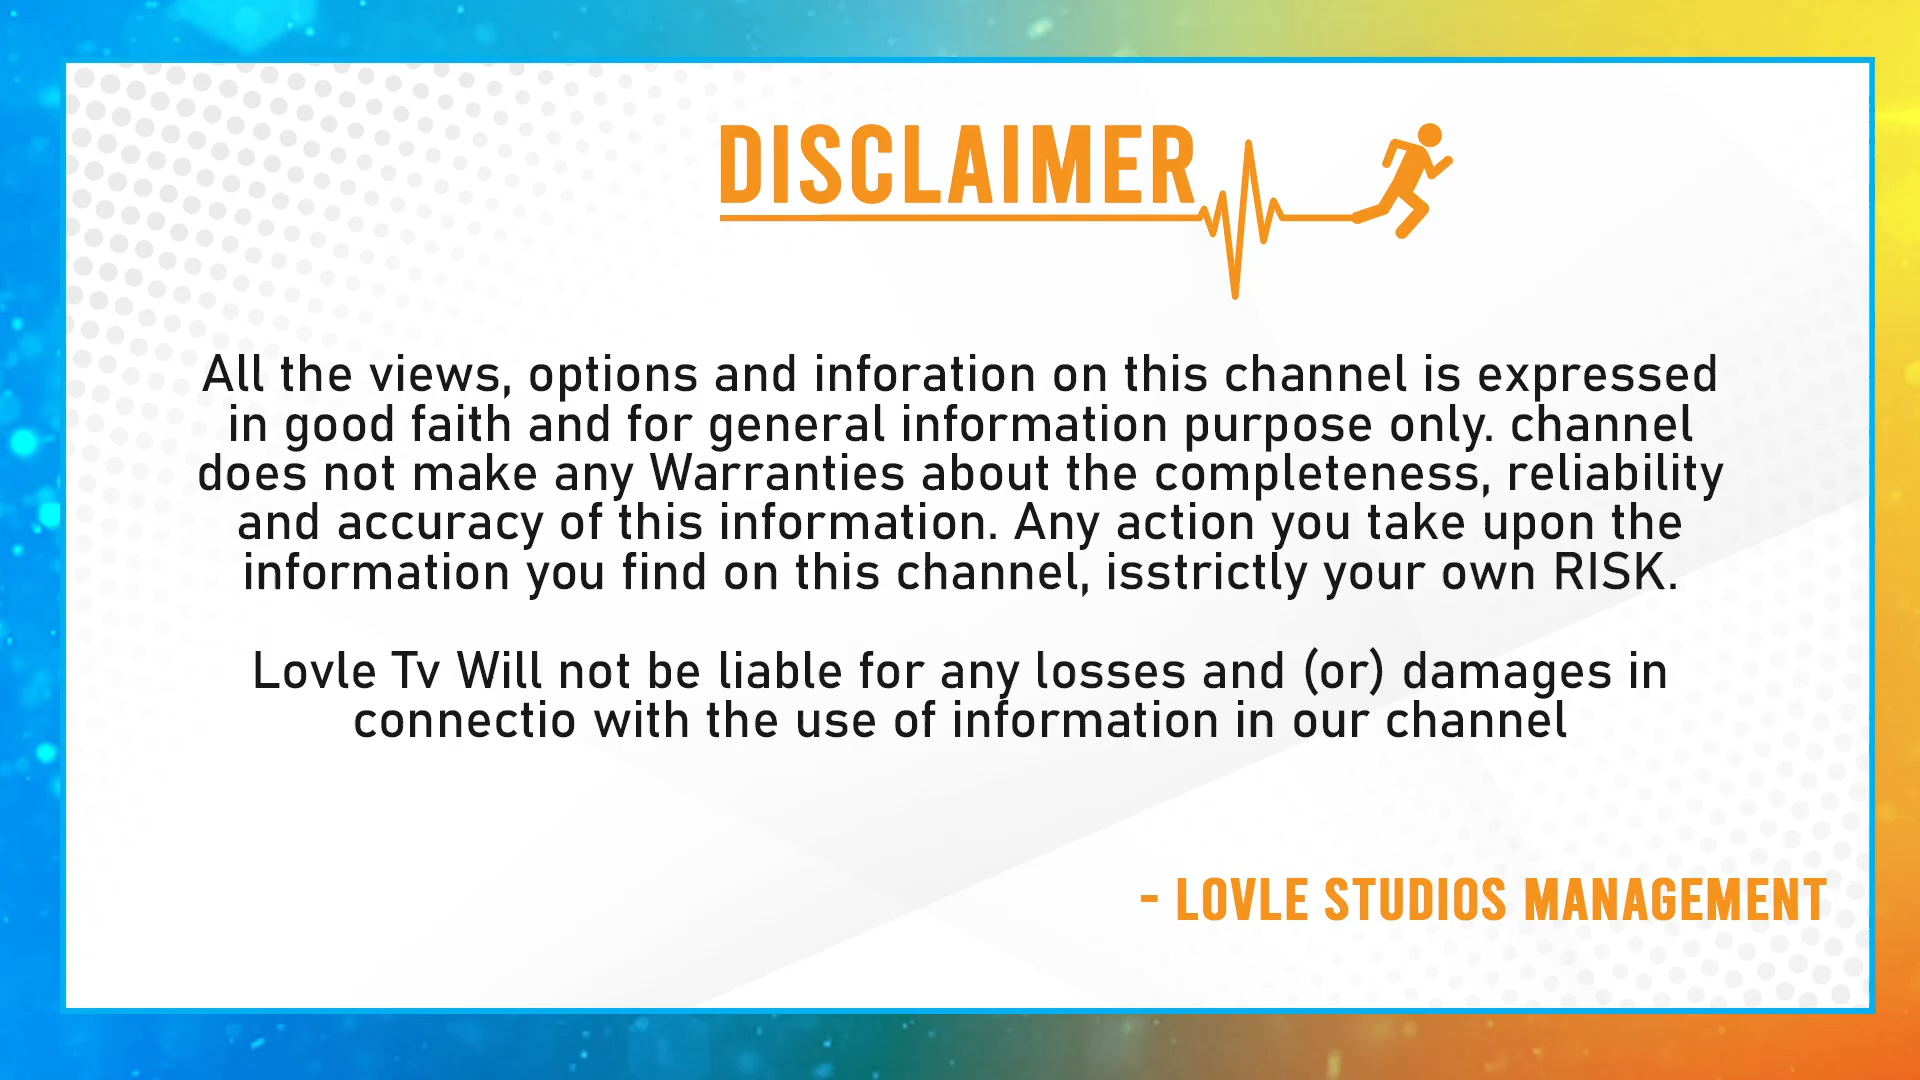 DISCLAIMER
All the views, options and inforation on this channel is expressed
in good faith and for general information purpose only. channel
does not make any Warranties about the completeness, reliability
and accuracy of this information. Any action you take upon the
information you find on this channel, isstrictly your own RISK.
Lovle Tv Will not be liable for any losses and (or) damages in
connectio with the use of information in our channel
- LOVLE STUDIOS MANAGEMENT